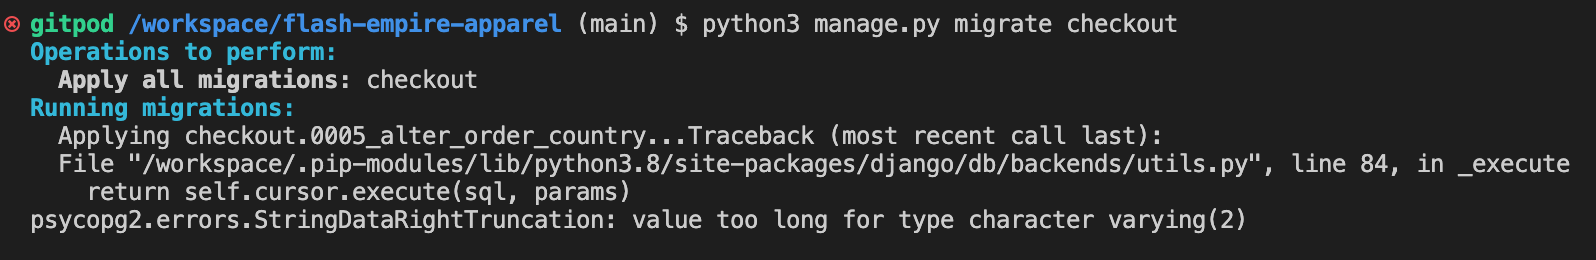 gitpod /workspace/flash-empire-apparel (main) $ python3 manage.py migrate checkout
Operations to perform:
  Apply all migrations: checkout
Running migrations:
  Applying checkout.0005_alter_order_country...Traceback (most recent call last):
  File "/workspace/.pip-modules/lib/python3.8/site-packages/django/db/backends/utils.py", line 84, in _execute
    return self.cursor.execute(sql, params)
psycopg2.errors.StringDataRightTruncation: value too long for type character varying(2)